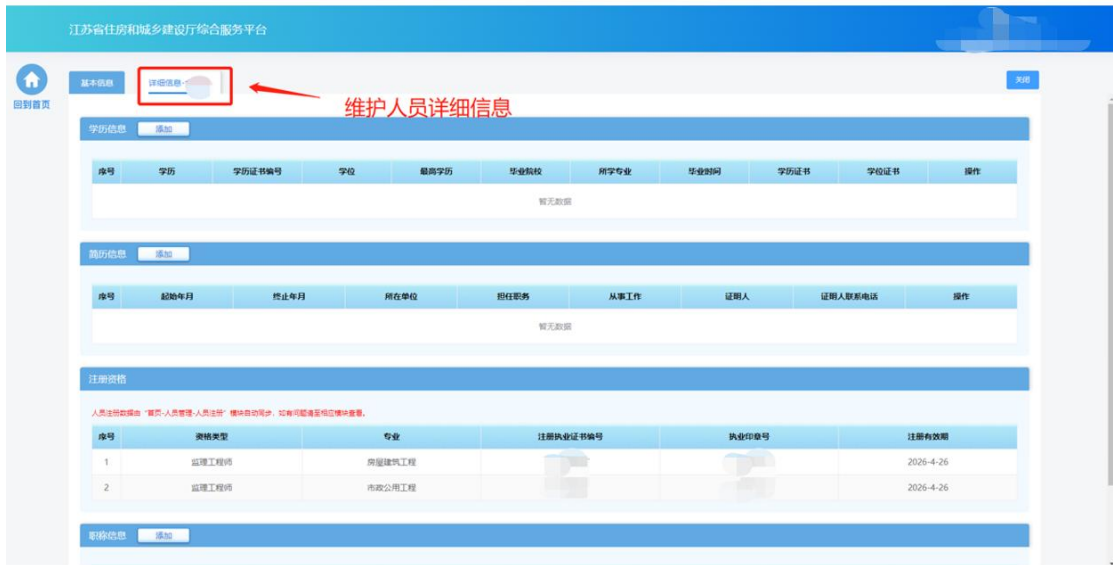 江苏省住房和城乡建设厅综合服务平台
回到首页
基本信息
详细信息-
关闭
维护人员详细信息
学历信息 添加
序号 学历 学历证书编号 学位 最高学历 毕业院校 所学专业 毕业时间 学历证书 学位证书 操作
暂无数据
简历信息 添加
序号 起始年月 终止年月 所在单位 担任职务 从事工作 证明人 证明人联系电话 操作
暂无数据
注册资格
人员注册数据由“首页-人员管理-人员注册”模块自动同步，如有问题请至相应模块查看。
序号 资格类型 专业 注册执业证书编号 执业印章号 注册有效期
1 监理工程师 房屋建筑工程 2026-4-26
2 监理工程师 市政公用工程 2026-4-26
职称信息 添加